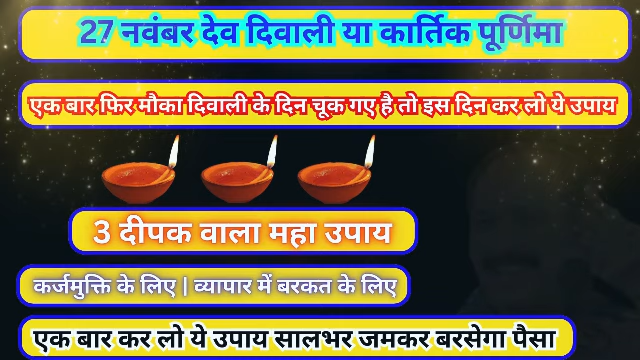 27 नवंबर देव दिवाली या कार्तिक पूर्णिमा
एक बार फिर मौका दिवाली के दिन चूक गए है तो इस दिन कर लो ये उपाय
3 दीपक वाला महा उपाय
कर्जमुक्ति के लिए | व्यापार में बरकत के लिए
एक बार कर लो ये उपाय सालभर जमकर बरसेगा पैसा